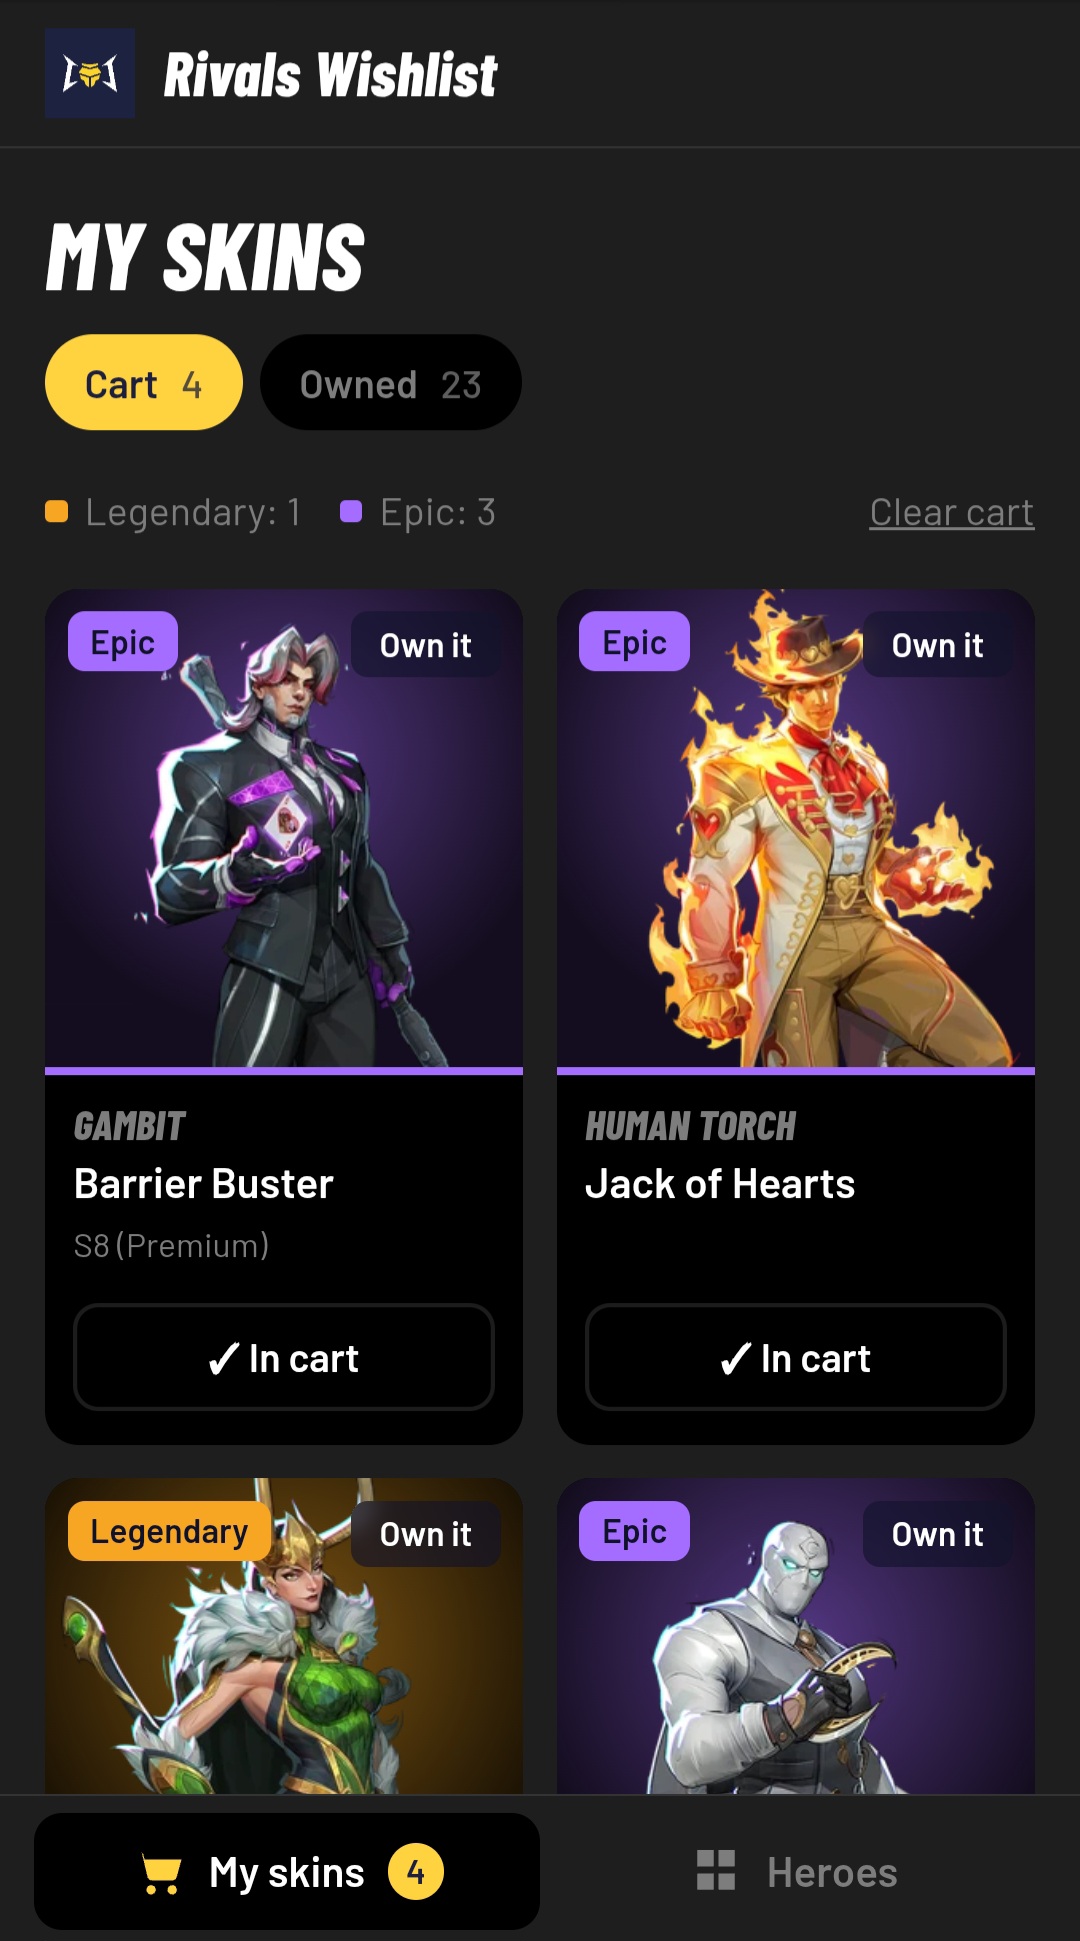 Rivals Wishlist
MY SKINS
Cart 4 Owned 23
Legendary: 1 Epic: 3 Clear cart
Epic Own it Epic Own it
GAMBIT HUMAN TORCH
Barrier Buster Jack of Hearts
S8 (Premium)
✓ In cart ✓ In cart
Legendary Own it Epic Own it
My skins 4 Heroes